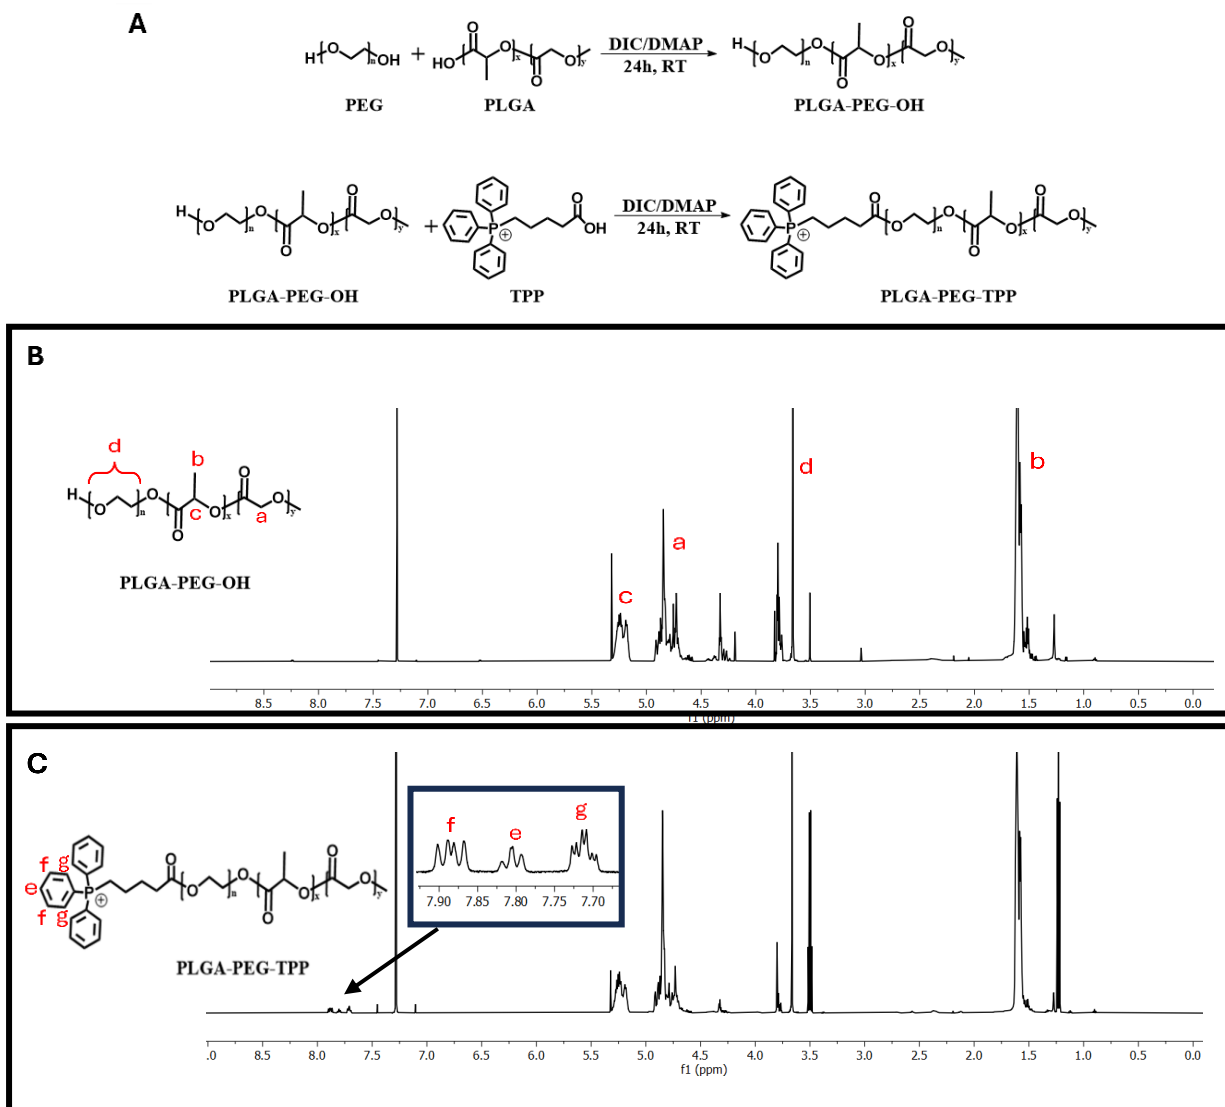 A
H O n OH + HO O O x O O y DIC/DMAP 24h, RT H O n O O O x O O y
PEG PLGA PLGA-PEG-OH
H O n O O O x O O y + P ⊕ O OH DIC/DMAP 24h, RT P ⊕ O O n O O O x O O y
PLGA-PEG-OH TPP PLGA-PEG-TPP
B
d
b
H O n O O c O x O a O y
PLGA-PEG-OH
c
a
d
b
8.5 8.0 7.5 7.0 6.5 6.0 5.5 5.0 4.5 4.0 3.5 3.0 2.5 2.0 1.5 1.0 0.5 0.0
f1 (ppm)
C
f g
e P ⊕ O O n O O O x O O y
f g
PLGA-PEG-TPP
f e g
7.90 7.85 7.80 7.75 7.70
.0 8.5 8.0 7.5 7.0 6.5 6.0 5.5 5.0 4.5 4.0 3.5 3.0 2.5 2.0 1.5 1.0 0.5 0.0
f1 (ppm)